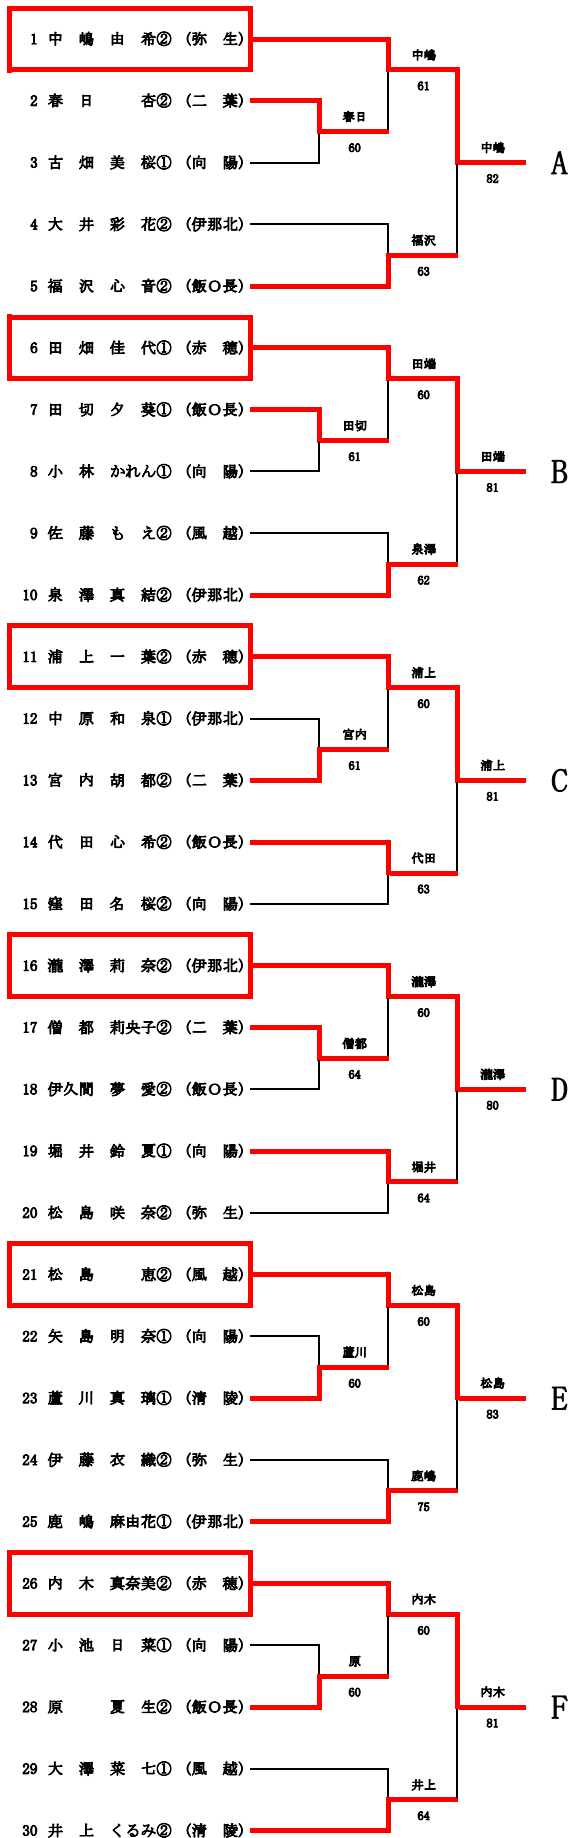 1 中 嶋 由 希② (弥 生)
中嶋
61
2 春 日 杏② (二 葉)
春日
60
3 古 畑 美 桜① (向 陽)
中嶋
82
A
4 大 井 彩 花② (伊那北)
福沢
63
5 福 沢 心 音② (飯O長)
6 田 畑 佳 代① (赤 穂)
田端
60
7 田 切 夕 葵① (飯O長)
田切
61
8 小 林 かれん① (向 陽)
田端
81
B
9 佐 藤 も え② (風 越)
泉澤
62
10 泉 澤 真 結② (伊那北)
11 浦 上 一 葉② (赤 穂)
浦上
60
12 中 原 和 泉① (伊那北)
宮内
61
13 宮 内 胡 都② (二 葉)
浦上
81
C
14 代 田 心 希② (飯O長)
代田
63
15 窪 田 名 桜② (向 陽)
16 瀧 澤 莉 奈② (伊那北)
瀧澤
60
17 僧 都 莉央子② (二 葉)
僧都
64
18 伊久間 夢 愛② (飯O長)
瀧澤
80
D
19 堀 井 鈴 夏① (向 陽)
堀井
64
20 松 島 咲 奈② (弥 生)
21 松 島 恵② (風 越)
松島
60
22 矢 島 明 奈① (向 陽)
蘆川
60
23 蘆 川 真 璃① (清 陵)
松島
83
E
24 伊 藤 衣 織② (弥 生)
鹿嶋
75
25 鹿 嶋 麻由花① (伊那北)
26 内 木 真奈美② (赤 穂)
内木
60
27 小 池 日 菜① (向 陽)
原
60
28 原 夏 生② (飯O長)
内木
81
F
29 大 澤 菜 七① (風 越)
井上
64
30 井 上 くるみ② (清 陵)